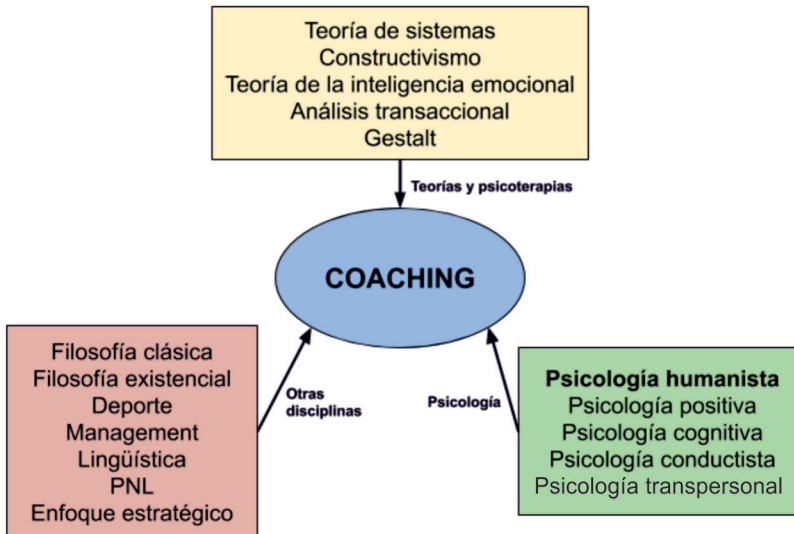 Teoría de sistemas
Constructivismo
Teoría de la inteligencia emocional
Análisis transaccional
Gestalt
Teorías y psicoterapias
COACHING
Filosofía clásica
Filosofía existencial
Deporte
Management
Lingüística
PNL
Enfoque estratégico
Otras
disciplinas
Psicología
Psicología humanista
Psicología positiva
Psicología cognitiva
Psicología conductista
Psicología transpersonal